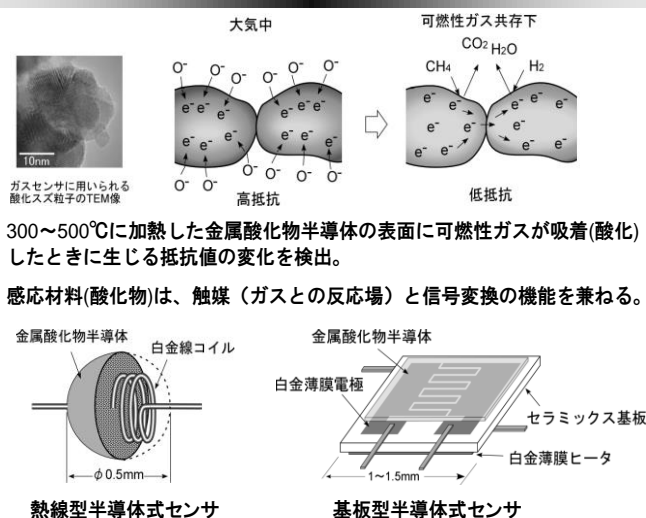 大気中
可燃性ガス共存下
O- O- O- O- O- O-
CO2 H2O
CH4 H2
e- e- e- e- e- e- e- e- e- e-
e- e- e- e- e- e- e- e- e- e-
O- O- O- O-
10nm
ガスセンサに用いられる
酸化スズ粒子のTEM像
高抵抗
低抵抗
300～500℃に加熱した金属酸化物半導体の表面に可燃性ガスが吸着(酸化)
したときに生じる抵抗値の変化を検出。
感応材料(酸化物)は、触媒（ガスとの反応場）と信号変換の機能を兼ねる。
金属酸化物半導体
白金線コイル
φ0.5mm
熱線型半導体式センサ
金属酸化物半導体
白金薄膜電極
セラミックス基板
白金薄膜ヒータ
1～1.5mm
基板型半導体式センサ